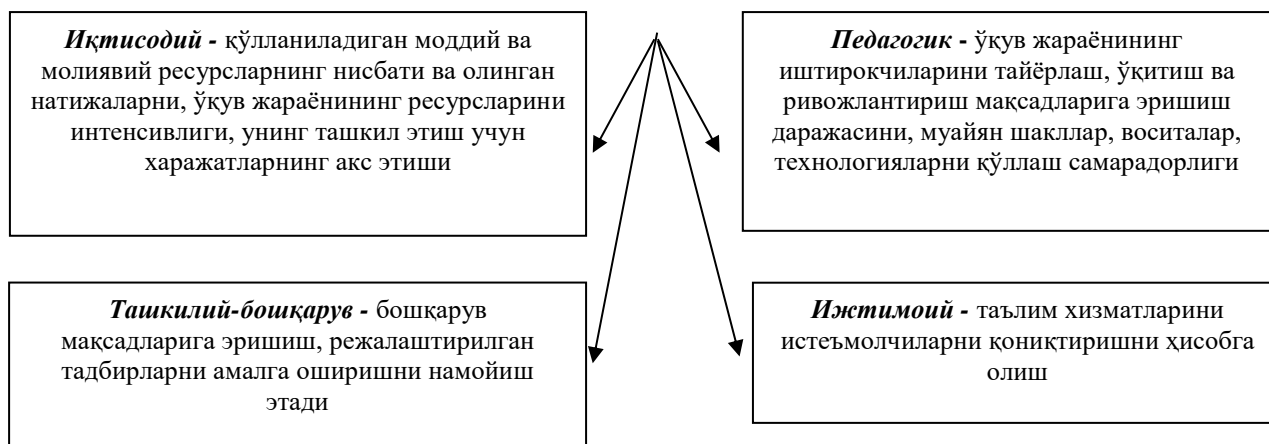 Иқтисодий - қўлланиладиган моддий ва
молиявий ресурсларнинг нисбати ва олинган
натижаларни, ўқув жараёнининг ресурсларини
интенсивлиги, унинг ташкил этиш учун
харажатларнинг акс этиши
Педагогик - ўқув жараёнининг
иштирокчиларини тайёрлаш, ўқитиш ва
ривожлантириш мақсадларига эришиш
даражасини, муайян шакллар, воситалар,
технологияларни қўллаш самарадорлиги
Ташкилий-бошқарув - бошқарув
мақсадларига эришиш, режалаштирилган
тадбирларни амалга оширишни намойиш
этади
Ижтимоий - таълим хизматларини
истеъмолчиларни қониқтиришни ҳисобга
олиш